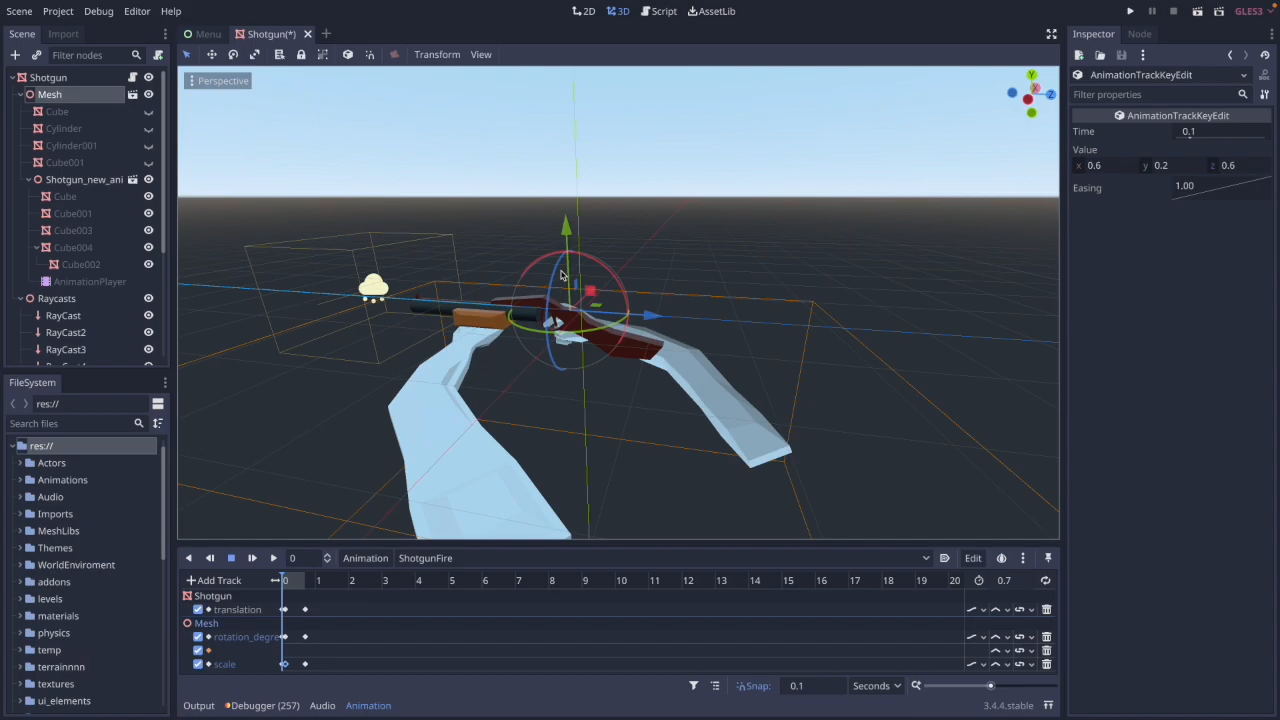 Scene Project Debug Editor Help 2D 3D Script AssetLib GLES3
Scene Import Menu Shotgun(*) Inspector Node
Filter nodes Transform View
Shotgun Perspective AnimationTrackKeyEdit
Mesh Filter properties
Cube AnimationTrackKeyEdit
Cylinder Time 0.1
Cylinder001 Value
Cube001 x 0.6 y 0.2 z 0.6
Shotgun_new_ani Easing 1.00
Cube
Cube001
Cube003
Cube004
Cube002
AnimationPlayer
Raycasts
RayCast
RayCast2
RayCast3
FileSystem
res://
Search files
res://
Actors
Animations
Audio
Imports
MeshLibs
Themes
WorldEnviroment
addons
levels
materials
physics
temp
terrainnnn
textures
ui_elements
Y
X
Z
0 Animation ShotgunFire Edit
Add Track 0 1 2 3 4 5 6 7 8 9 10 11 12 13 14 15 16 17 18 19 20 0.7
Shotgun
translation
Mesh
rotation_degre
scale
Snap: 0.1 Seconds
Output Debugger (257) Audio Animation 3.4.4.stable